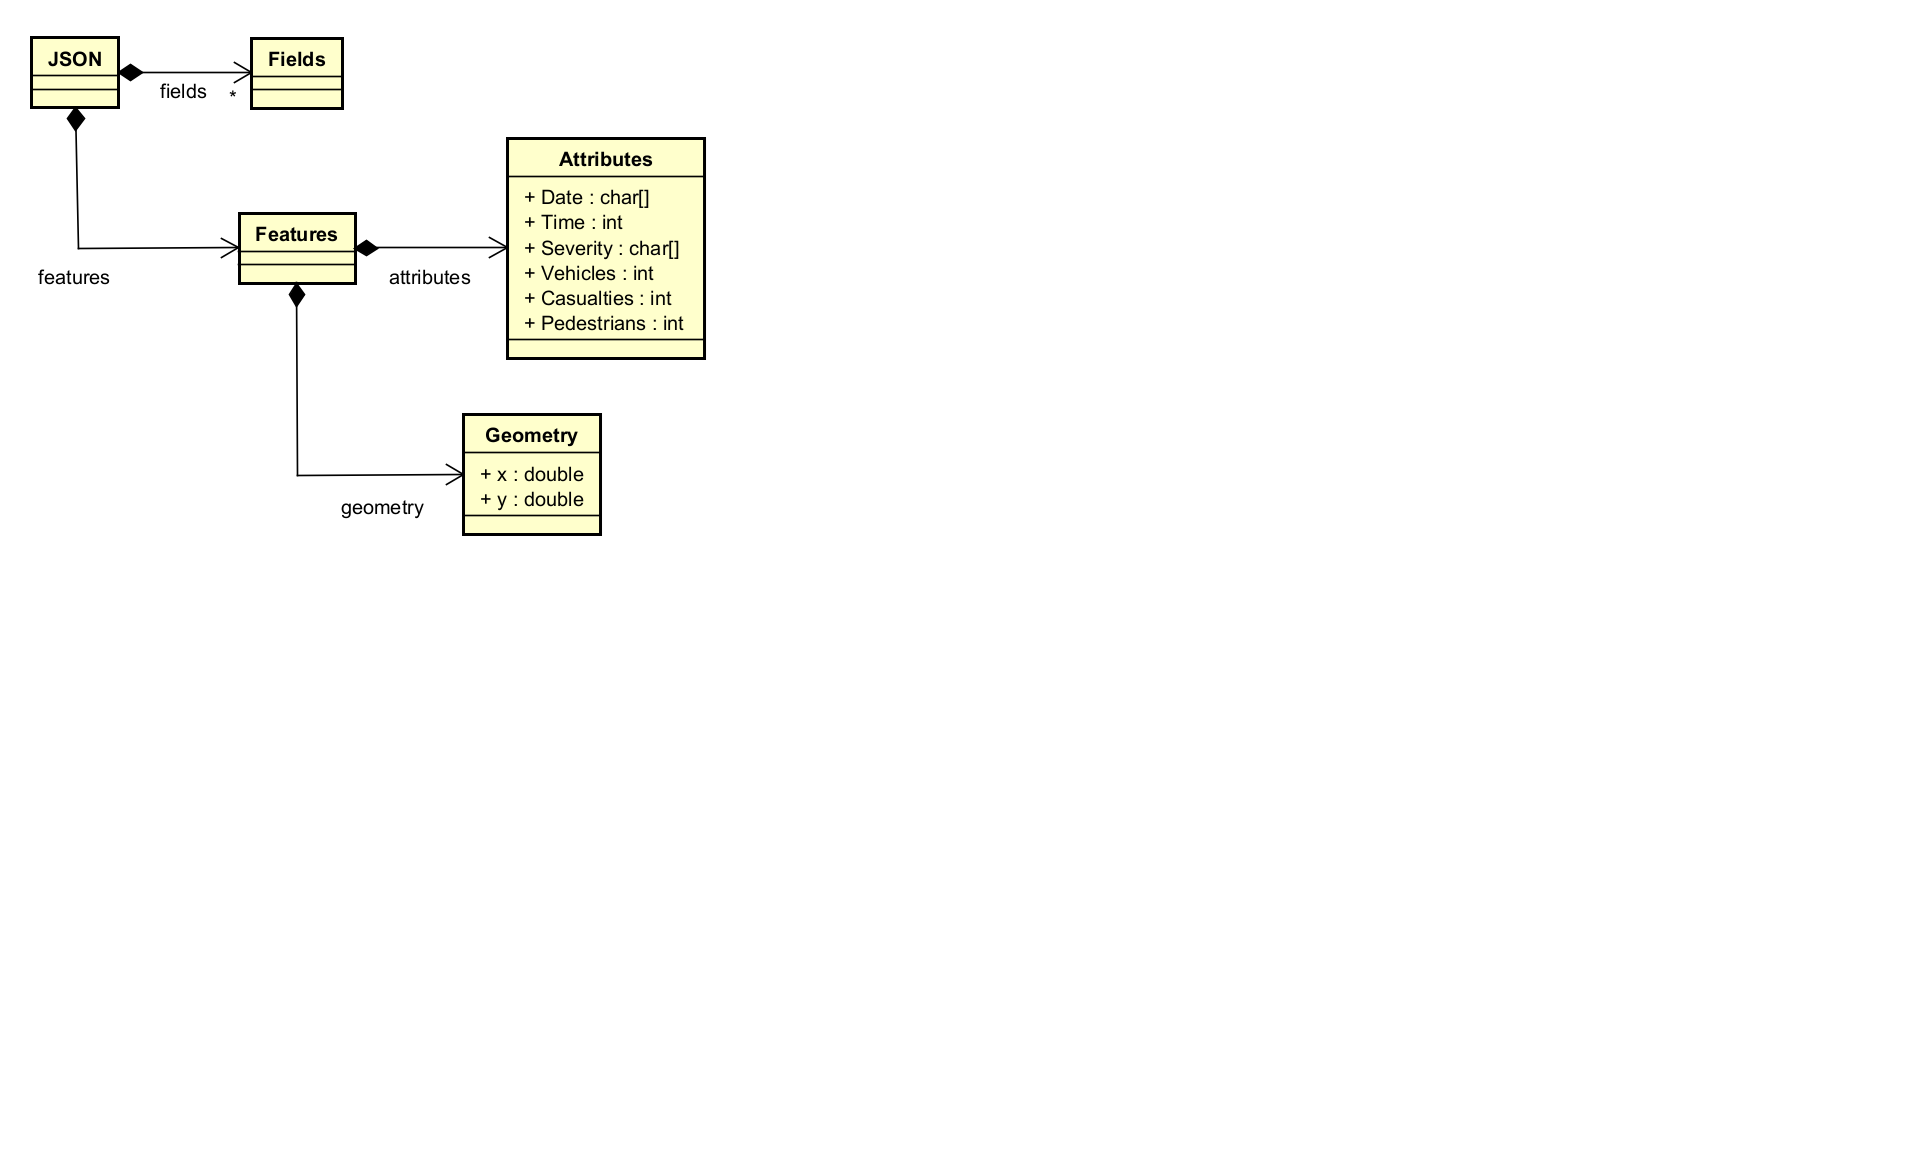 JSON
Fields
fields
*
Attributes
+ Date : char[]
+ Time : int
+ Severity : char[]
+ Vehicles : int
+ Casualties : int
+ Pedestrians : int
Features
features
attributes
Geometry
+ x : double
+ y : double
geometry